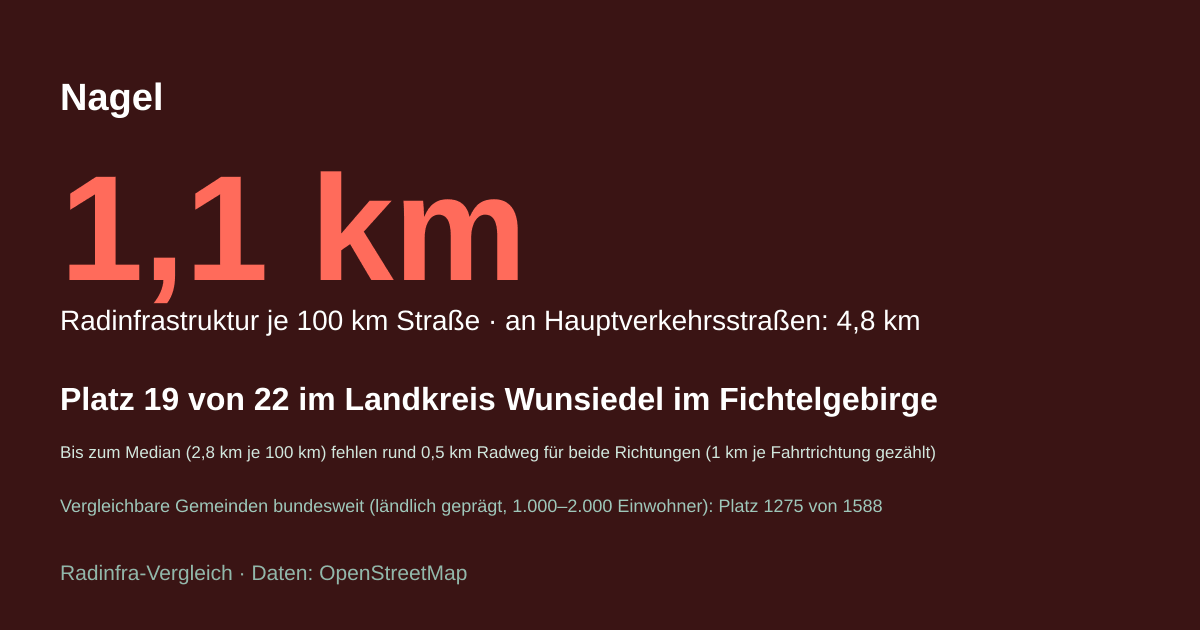 Nagel
1,1 km
Radinfrastruktur je 100 km Straße · an Hauptverkehrsstraßen: 4,8 km
Platz 19 von 22 im Landkreis Wunsiedel im Fichtelgebirge
Bis zum Median (2,8 km je 100 km) fehlen rund 0,5 km Radweg für beide Richtungen (1 km je Fahrtrichtung gezählt)
Vergleichbare Gemeinden bundesweit (ländlich geprägt, 1.000–2.000 Einwohner): Platz 1275 von 1588
Radinfra-Vergleich · Daten: OpenStreetMap